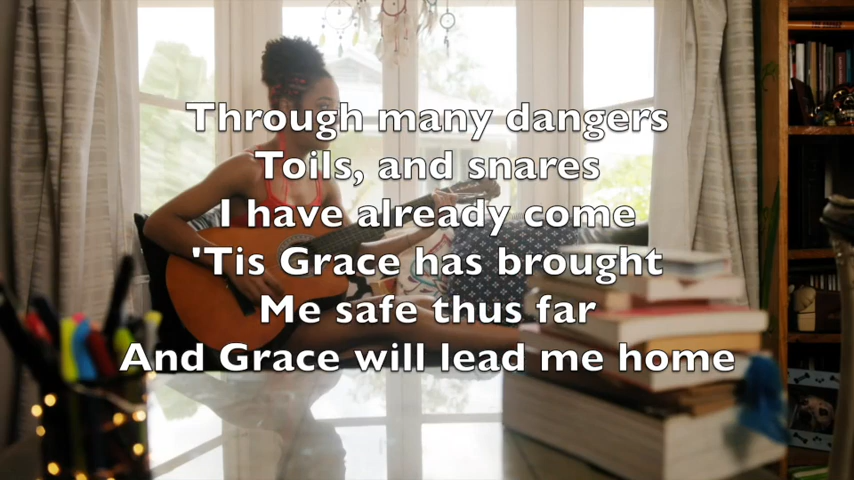 Through many dangers
Toils, and snares
I have already come
'Tis Grace has brought
Me safe thus far
And Grace will lead me home